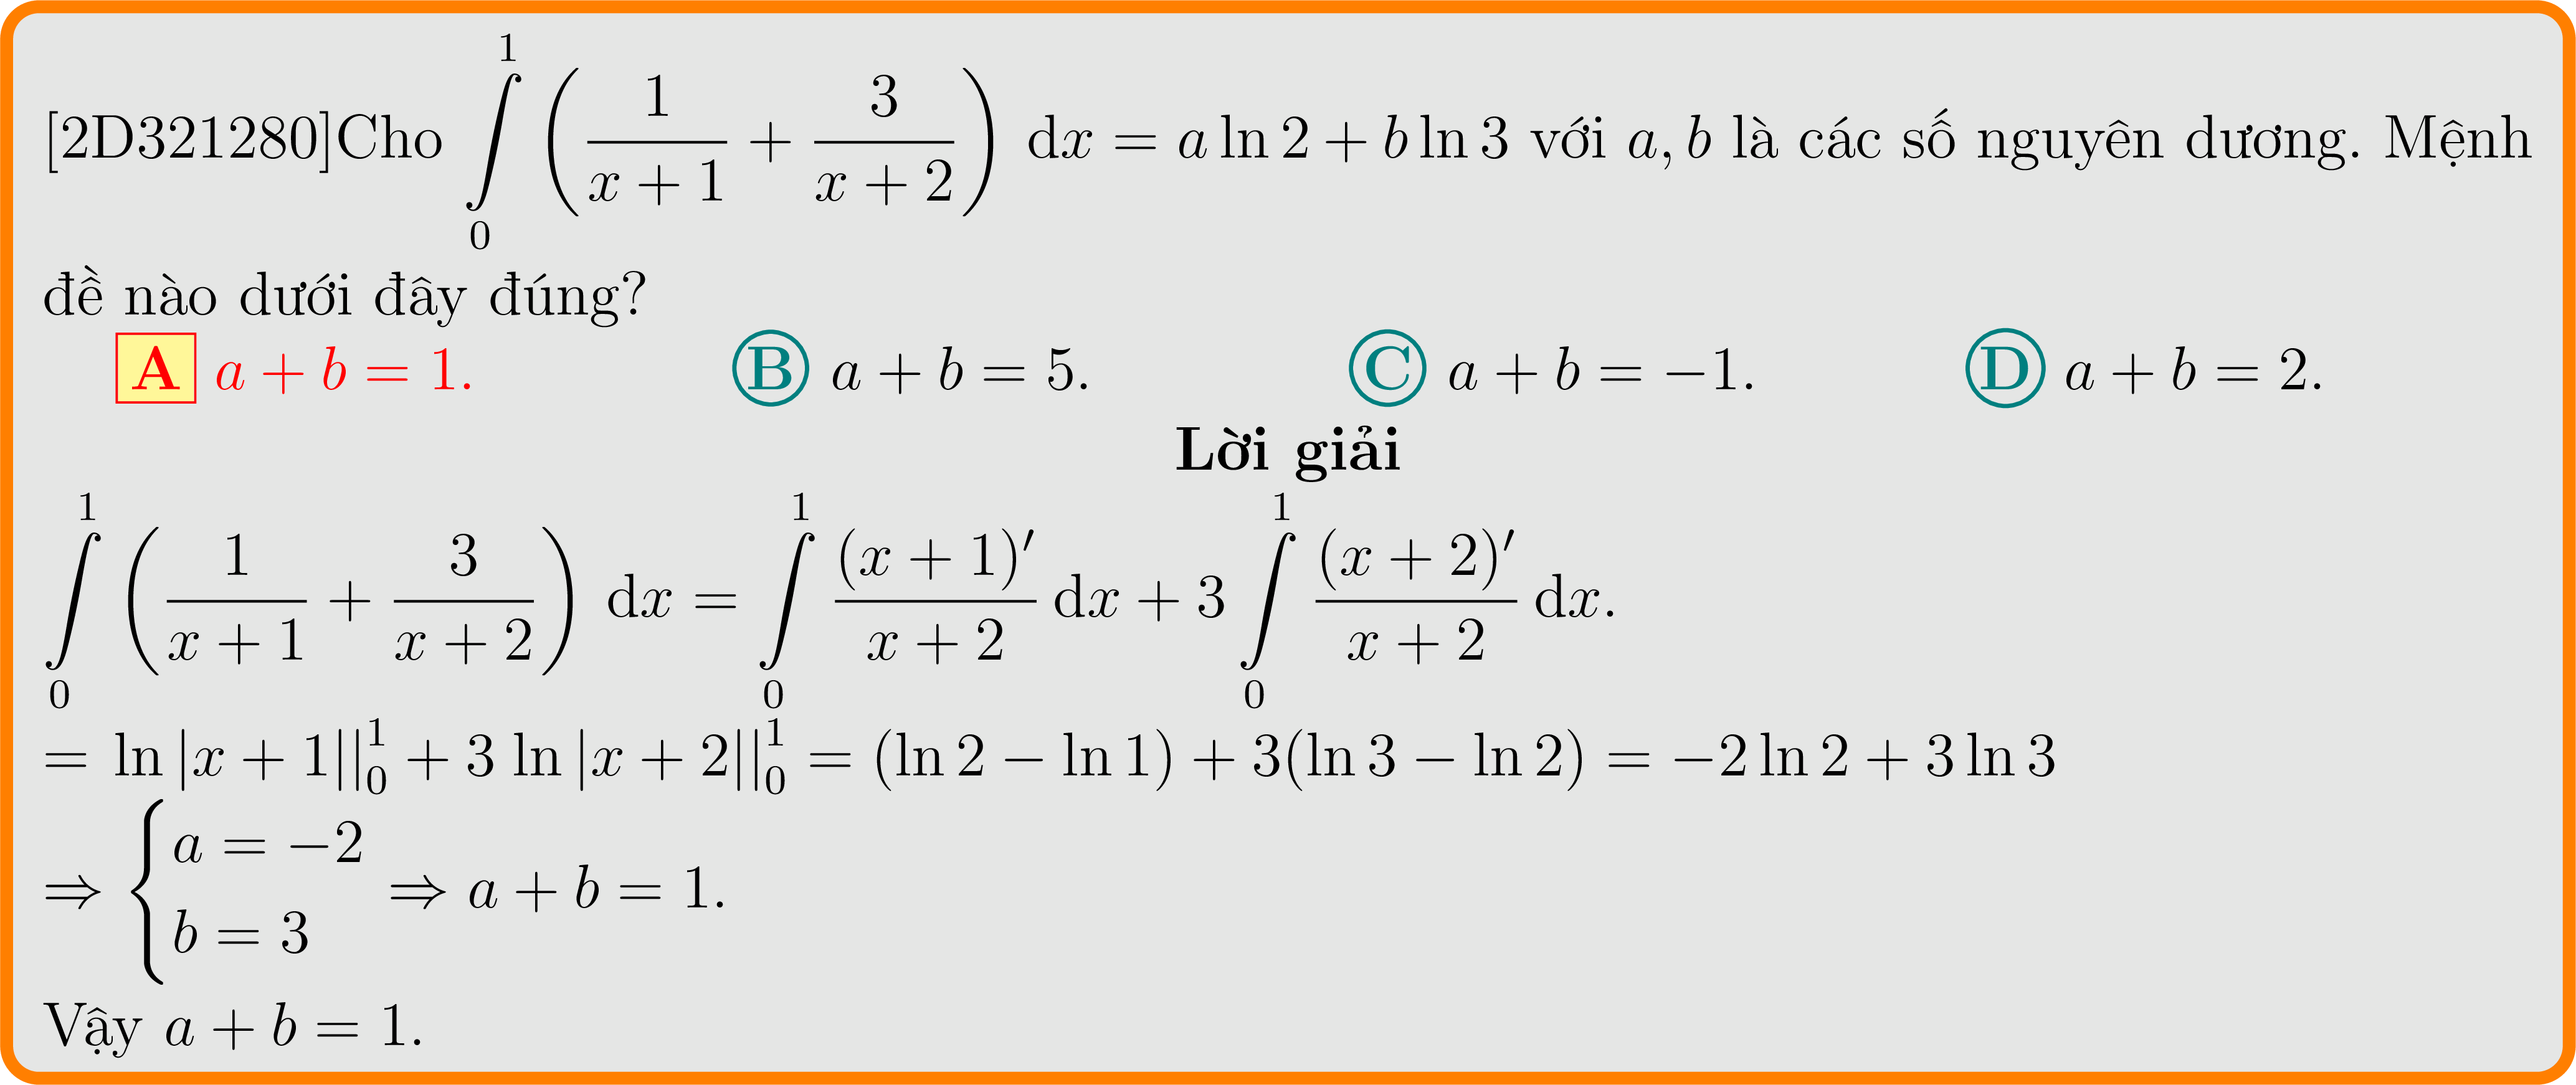 [2D321280]Cho $\int\limits_0^1 \left(\frac{1}{x+1} + \frac{3}{x+2}\right) \mathrm{d}x = a\ln 2 + b\ln 3$ với $a, b$ là các số nguyên dương. Mệnh
đề nào dưới đây đúng?
A $a + b = 1.$ B $a + b = 5.$ C $a + b = -1.$ D $a + b = 2.$
Lời giải
$\int\limits_0^1 \left(\frac{1}{x+1} + \frac{3}{x+2}\right) \mathrm{d}x = \int\limits_0^1 \frac{(x+1)'}{x+2} \mathrm{d}x + 3\int\limits_0^1 \frac{(x+2)'}{x+2} \mathrm{d}x.$
$= \ln|x+1||_0^1 + 3\ln|x+2||_0^1 = (\ln 2 - \ln 1) + 3(\ln 3 - \ln 2) = -2\ln 2 + 3\ln 3$
$\Rightarrow \begin{cases} a = -2 \\ b = 3 \end{cases} \Rightarrow a + b = 1.$
Vậy $a + b = 1.$